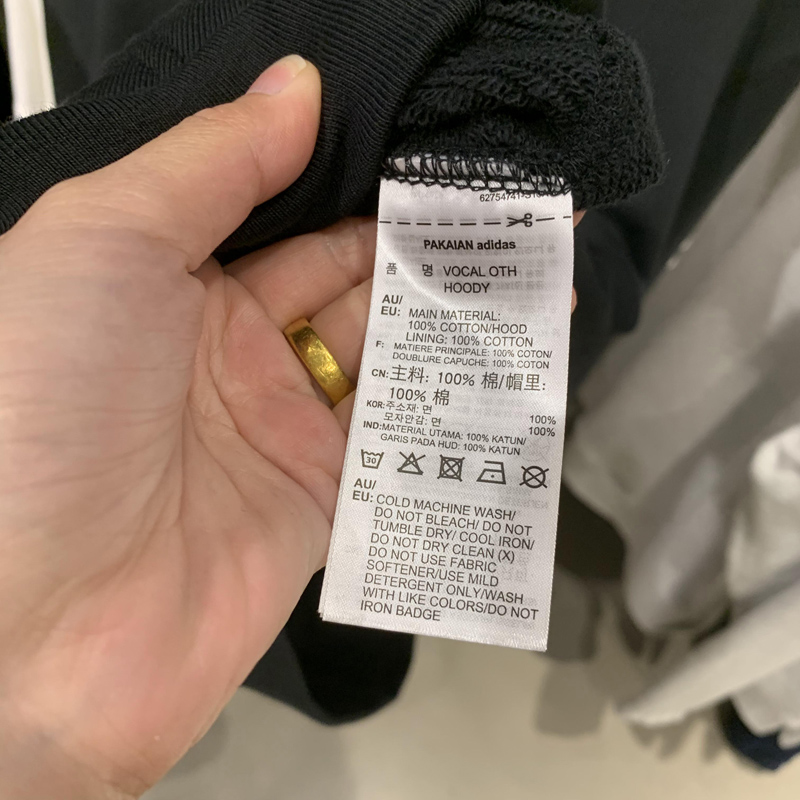 PAKAIAN adidas
품 명 VOCAL OTH
HOODY
AU/
EU: MAIN MATERIAL:
100% COTTON/HOOD
LINING: 100% COTTON
F: MATIERE PRINCIPALE: 100% COTON/
DOUBLURE CAPUCHE: 100% COTON
CN: 主料: 100% 棉/帽里:
100% 棉
KOR: 주소재: 면 100%
모자안감: 면 100%
IND: MATERIAL UTAMA: 100% KATUN/
GARIS PADA HUD: 100% KATUN
30
AU/
EU: COLD MACHINE WASH/
DO NOT BLEACH/ DO NOT
TUMBLE DRY/ COOL IRON/
DO NOT DRY CLEAN (X)
DO NOT USE FABRIC
SOFTENER/USE MILD
DETERGENT ONLY/WASH
WITH LIKE COLORS/DO NOT
IRON BADGE